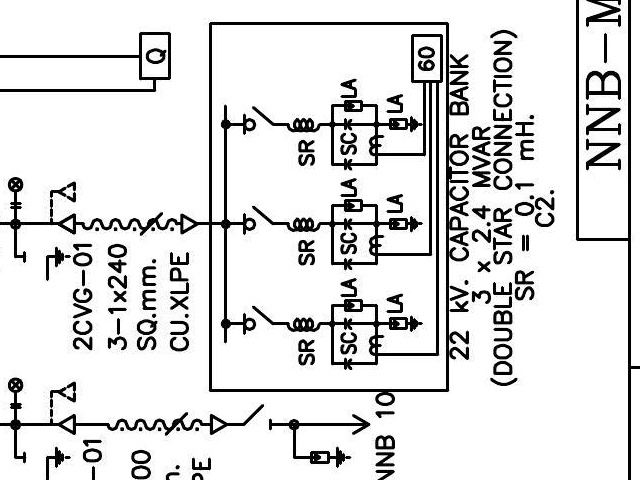 Q
60
LA
LA
SC
SR
LA
LA
SC
SR
LA
LA
SC
SR
2CVG-01
3-1x240
SQ.mm.
CU.XLPE
22 kV. CAPACITOR BANK
3 x 2.4 MVAR
(DOUBLE STAR CONNECTION)
SR = 0.1 mH.
C2.
NNB-M
-01
00
m.
PE
NNB 10